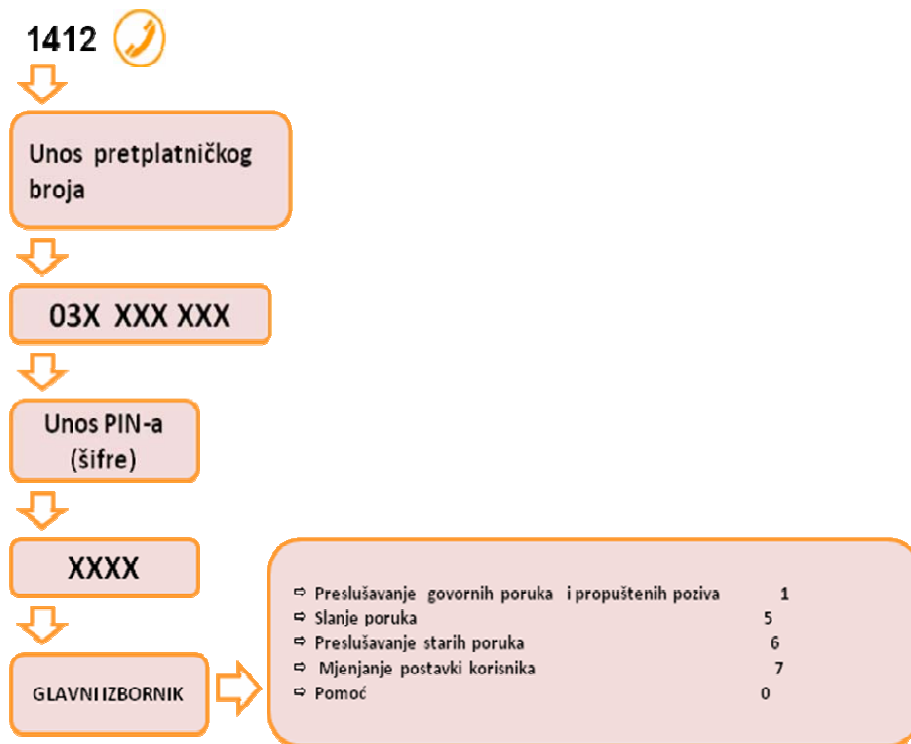 1412
Unos pretplatničkog
broja
03X XXX XXX
Unos PIN-a
(šifre)
XXXX
GLAVNI IZBORNIK
⇨ Preslušavanje govornih poruka i propuštenih poziva 1
⇨ Slanje poruka 5
⇨ Preslušavanje starih poruka 6
⇨ Mjenjanje postavki korisnika 7
⇨ Pomoć 0